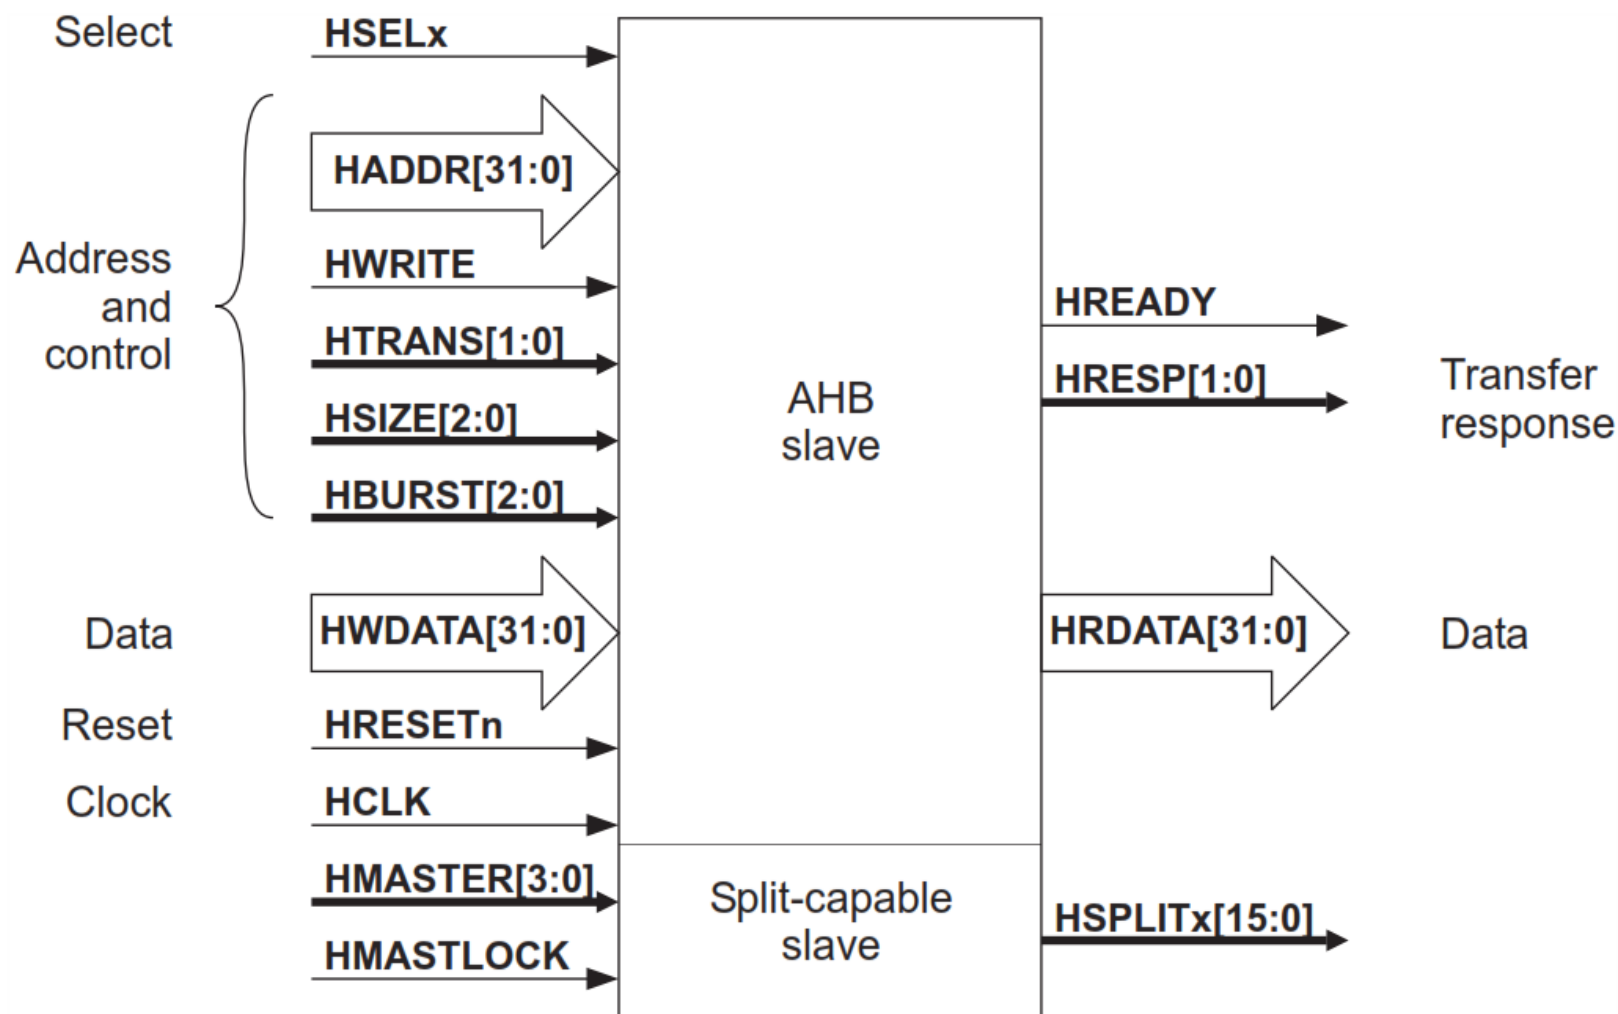 Select
HSELx
HADDR[31:0]
Address
and
control
HWRITE
HTRANS[1:0]
HSIZE[2:0]
HBURST[2:0]
Data
HWDATA[31:0]
Reset
HRESETn
Clock
HCLK
HMASTER[3:0]
HMASTLOCK
AHB
slave
Split-capable
slave
HREADY
HRESP[1:0]
Transfer
response
HRDATA[31:0]
Data
HSPLITx[15:0]